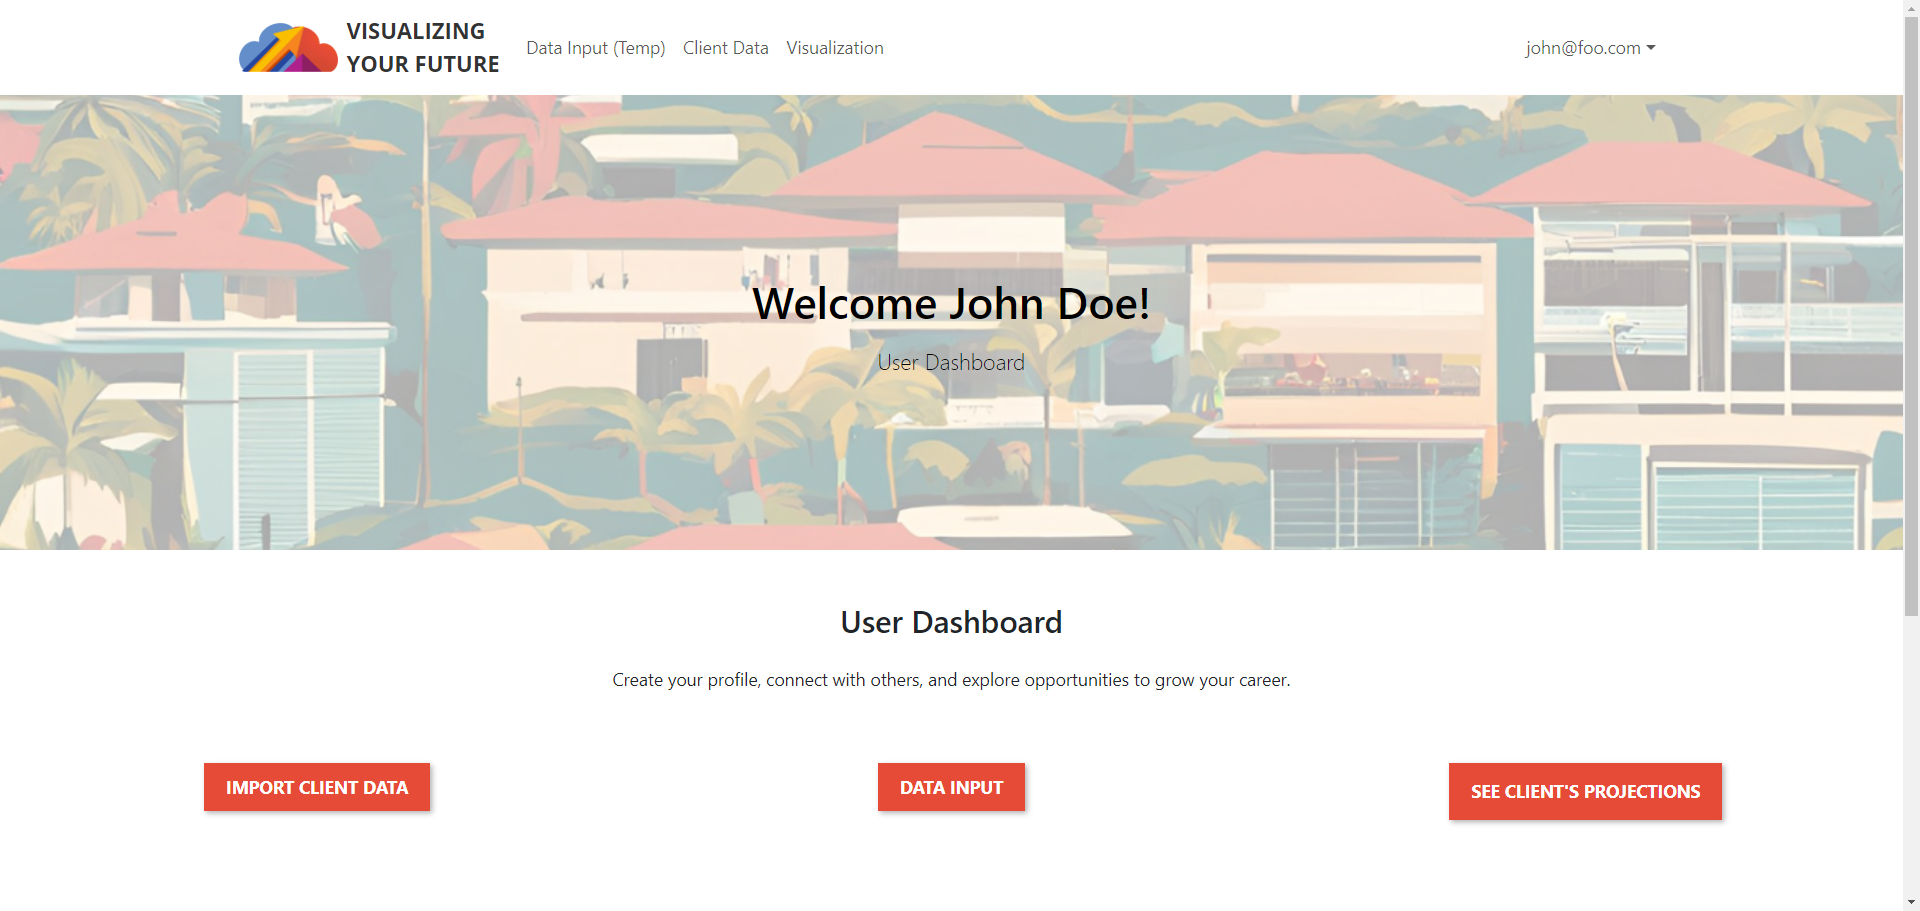 VISUALIZING
YOUR FUTURE
Data Input (Temp) Client Data Visualization
john@foo.com
Welcome John Doe!
User Dashboard
User Dashboard
Create your profile, connect with others, and explore opportunities to grow your career.
IMPORT CLIENT DATA
DATA INPUT
SEE CLIENT'S PROJECTIONS